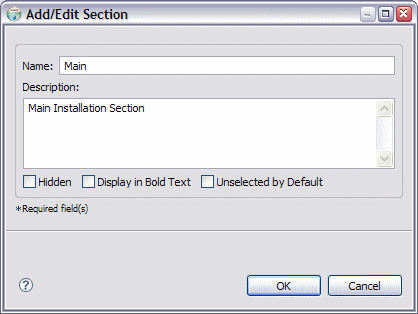 Add/Edit Section
Name: Main
Description:
Main Installation Section
Hidden Display in Bold Text Unselected by Default
*Required field(s)
? OK Cancel